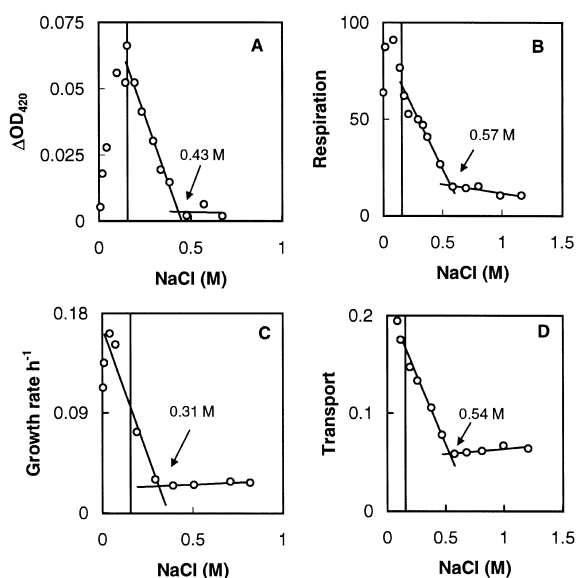 0.075
A
0.05
0.43 M
0.025
0
0
0.5
1
ΔOD420
NaCl (M)
100
B
50
0.57 M
0
0
0.5
1
1.5
Respiration
NaCl (M)
0.18
C
0.09
0.31 M
0
0
0.5
1
Growth rate h-1
NaCl (M)
0.2
D
0.1
0.54 M
0
0
0.5
1
1.5
Transport
NaCl (M)